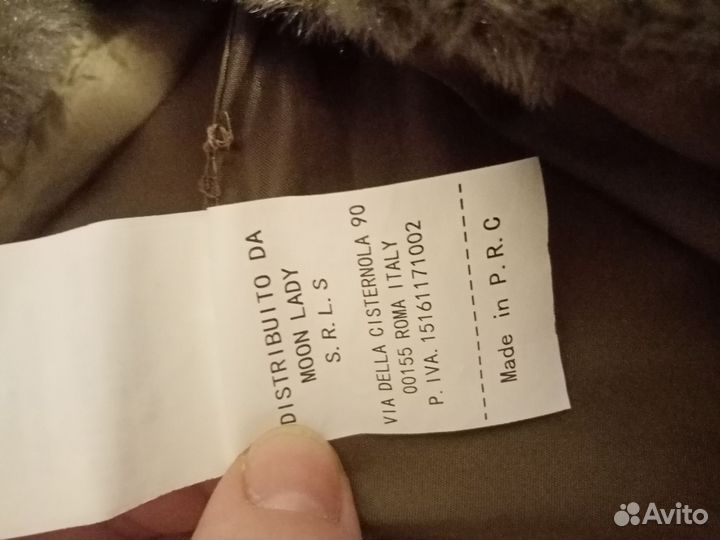 DISTRIBUITO DA
MOON LADY
S. R. L. S
VIA DELLA CISTERNOLA 90
00155 ROMA ITALY
P. IVA. 15161171002
Made in P. R. C
Avito